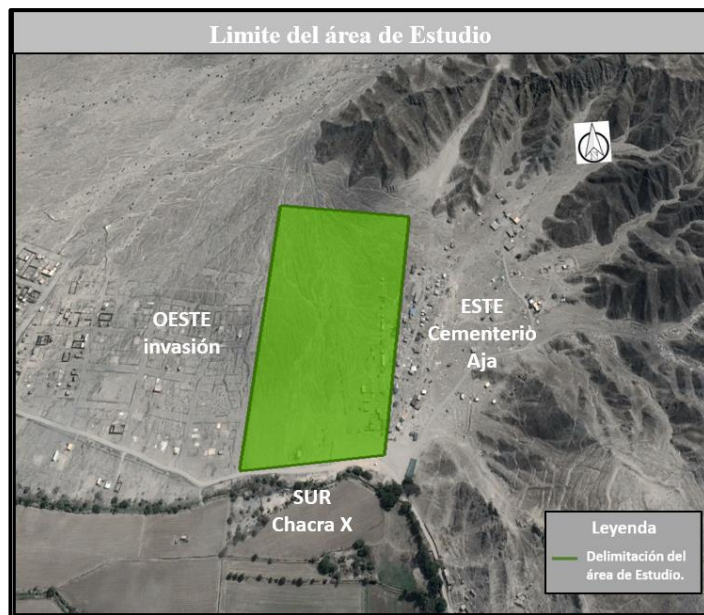 Limite del área de Estudio
OESTE
invasión
ESTE
Cementerio
Aja
SUR
Chacra X
Leyenda
Delimitación del
área de Estudio.